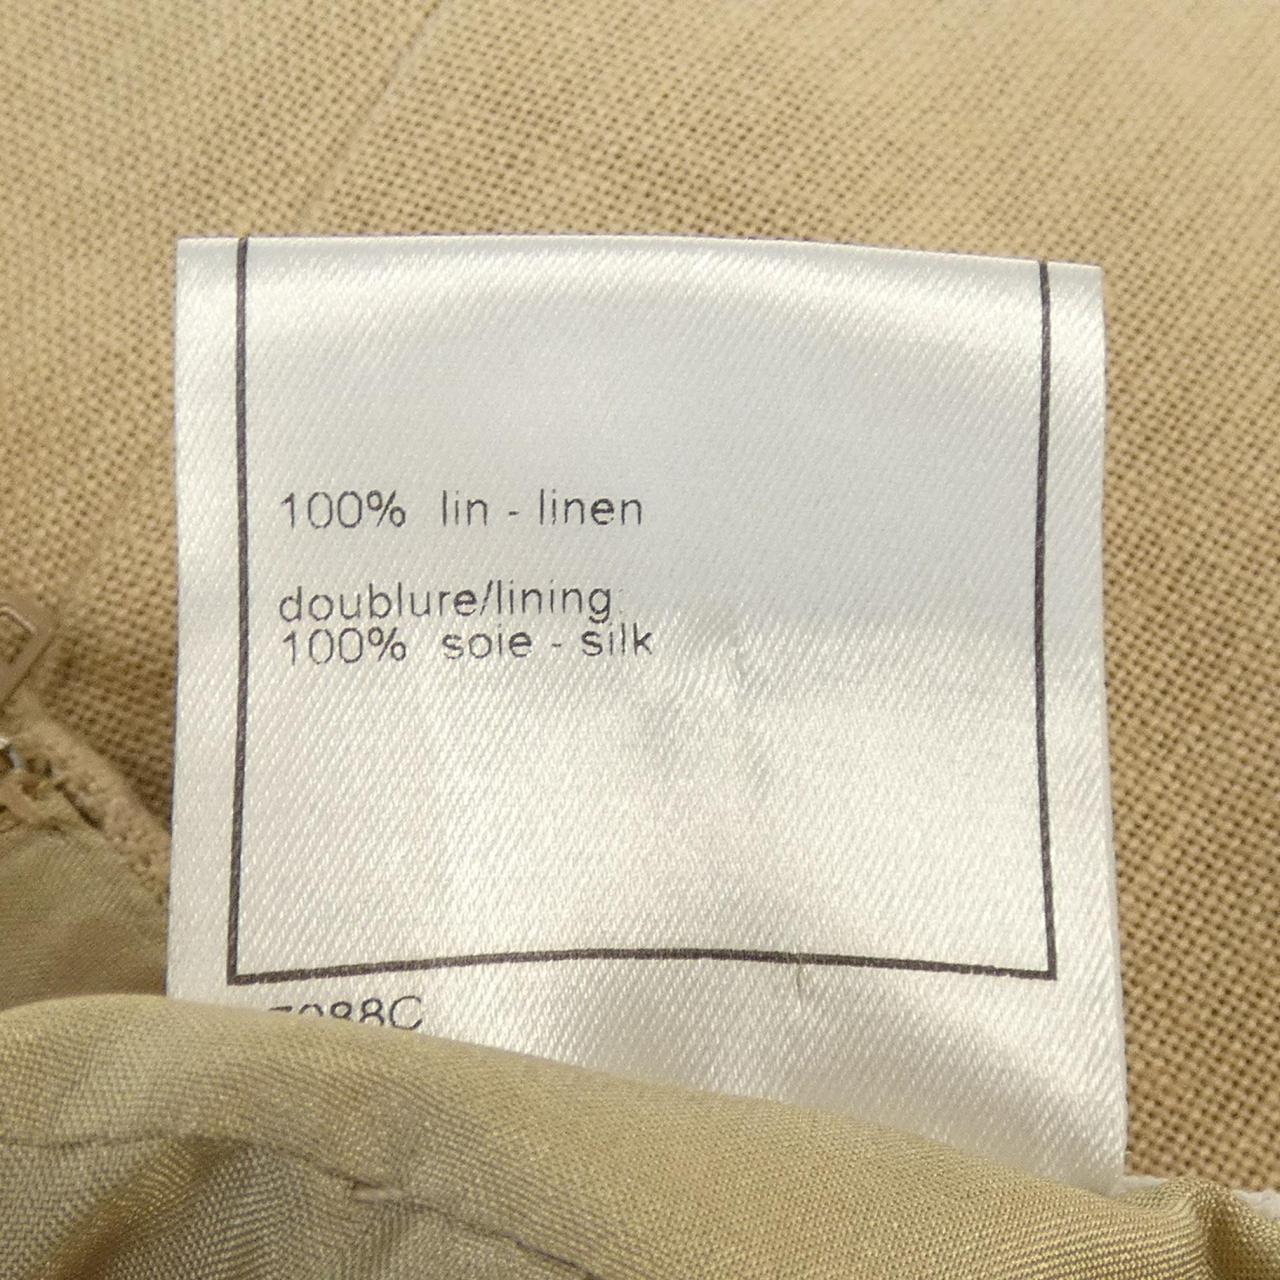 100% lin - linen
doublure/lining:
100% soie - silk